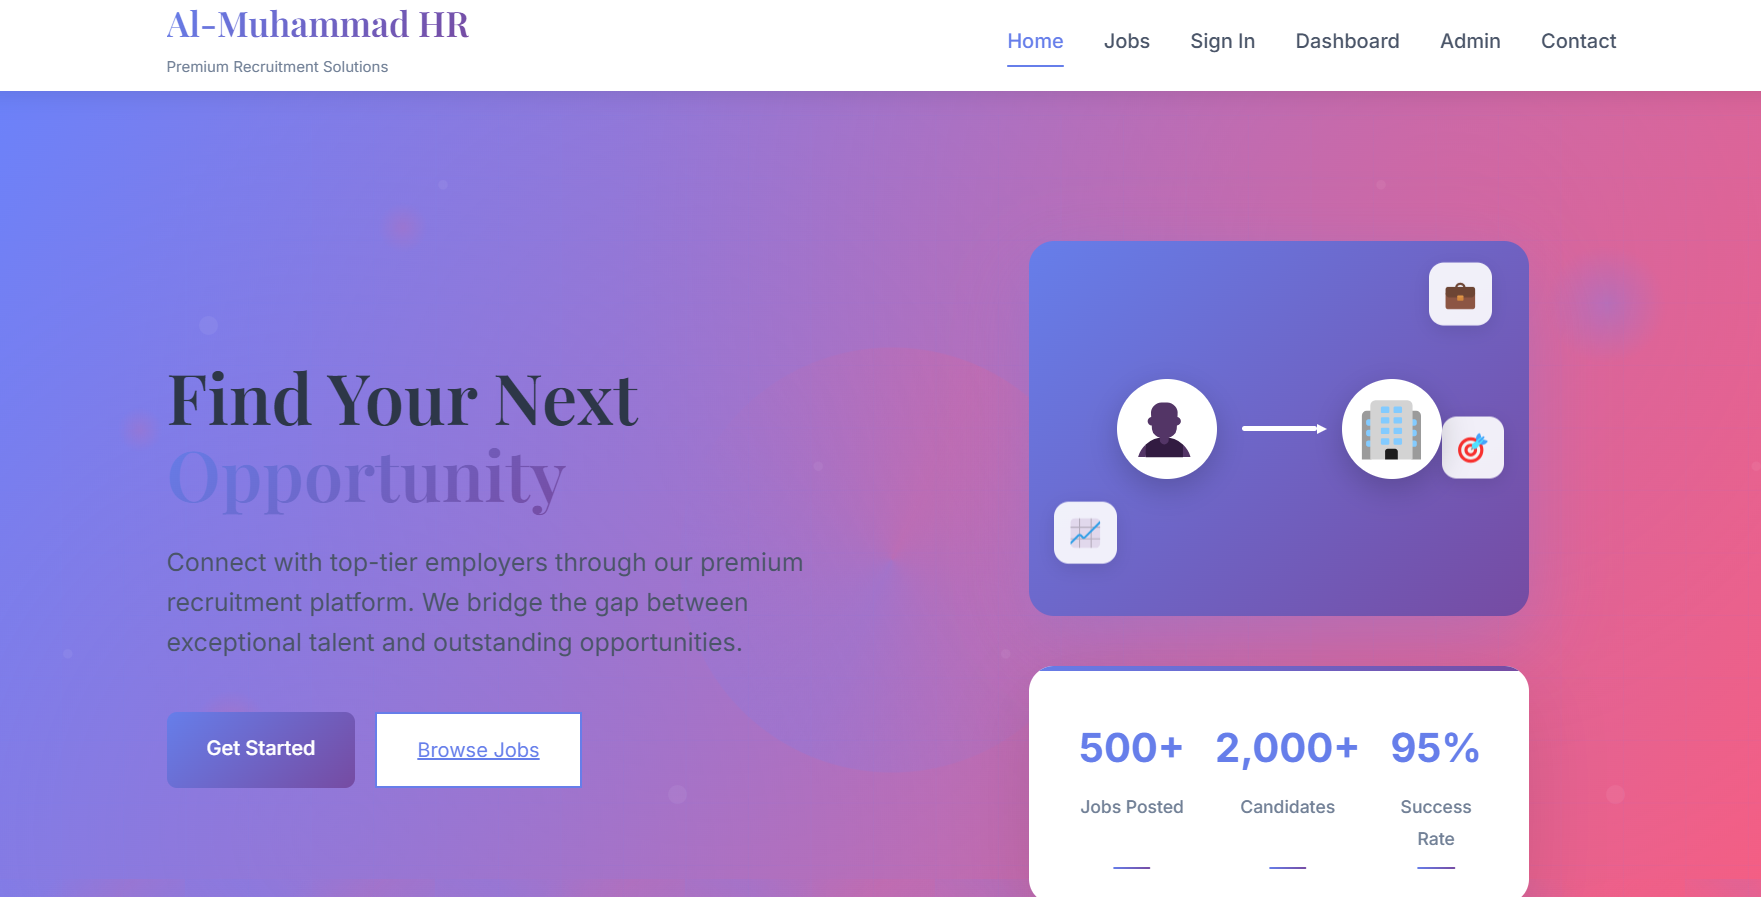 Al-Muhammad HR
Premium Recruitment Solutions
Home
Jobs
Sign In
Dashboard
Admin
Contact
Find Your Next
Opportunity
Connect with top-tier employers through our premium
recruitment platform. We bridge the gap between
exceptional talent and outstanding opportunities.
Get Started
Browse Jobs
500+
Jobs Posted
2,000+
Candidates
95%
Success
Rate